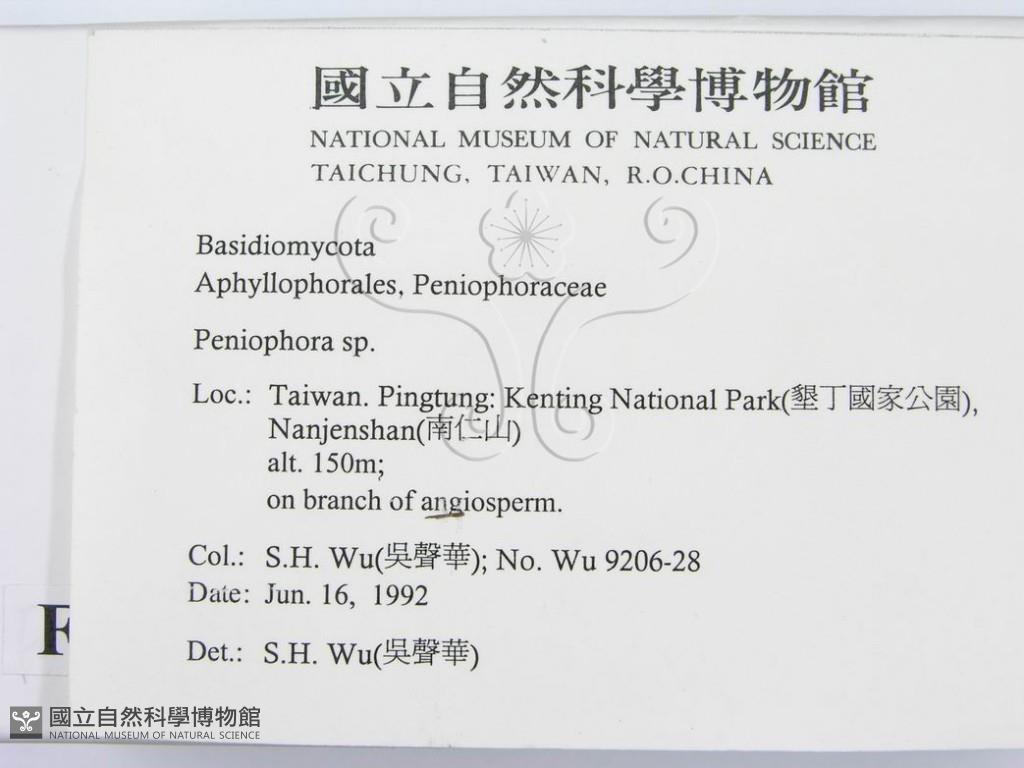 國立自然科學博物館
NATIONAL MUSEUM OF NATURAL SCIENCE
TAICHUNG, TAIWAN, R.O.CHINA
Basidiomycota
Aphyllophorales, Peniophoraceae
Peniophora sp.
Loc.: Taiwan. Pingtung: Kenting National Park(墾丁國家公園),
Nanjenshan(南仁山)
alt. 150m;
on branch of angiosperm.
Col.: S.H. Wu(吳聲華); No. Wu 9206-28
Date: Jun. 16, 1992
Det.: S.H. Wu(吳聲華)
F
國立自然科學博物館
NATIONAL MUSEUM OF NATURAL SCIENCE